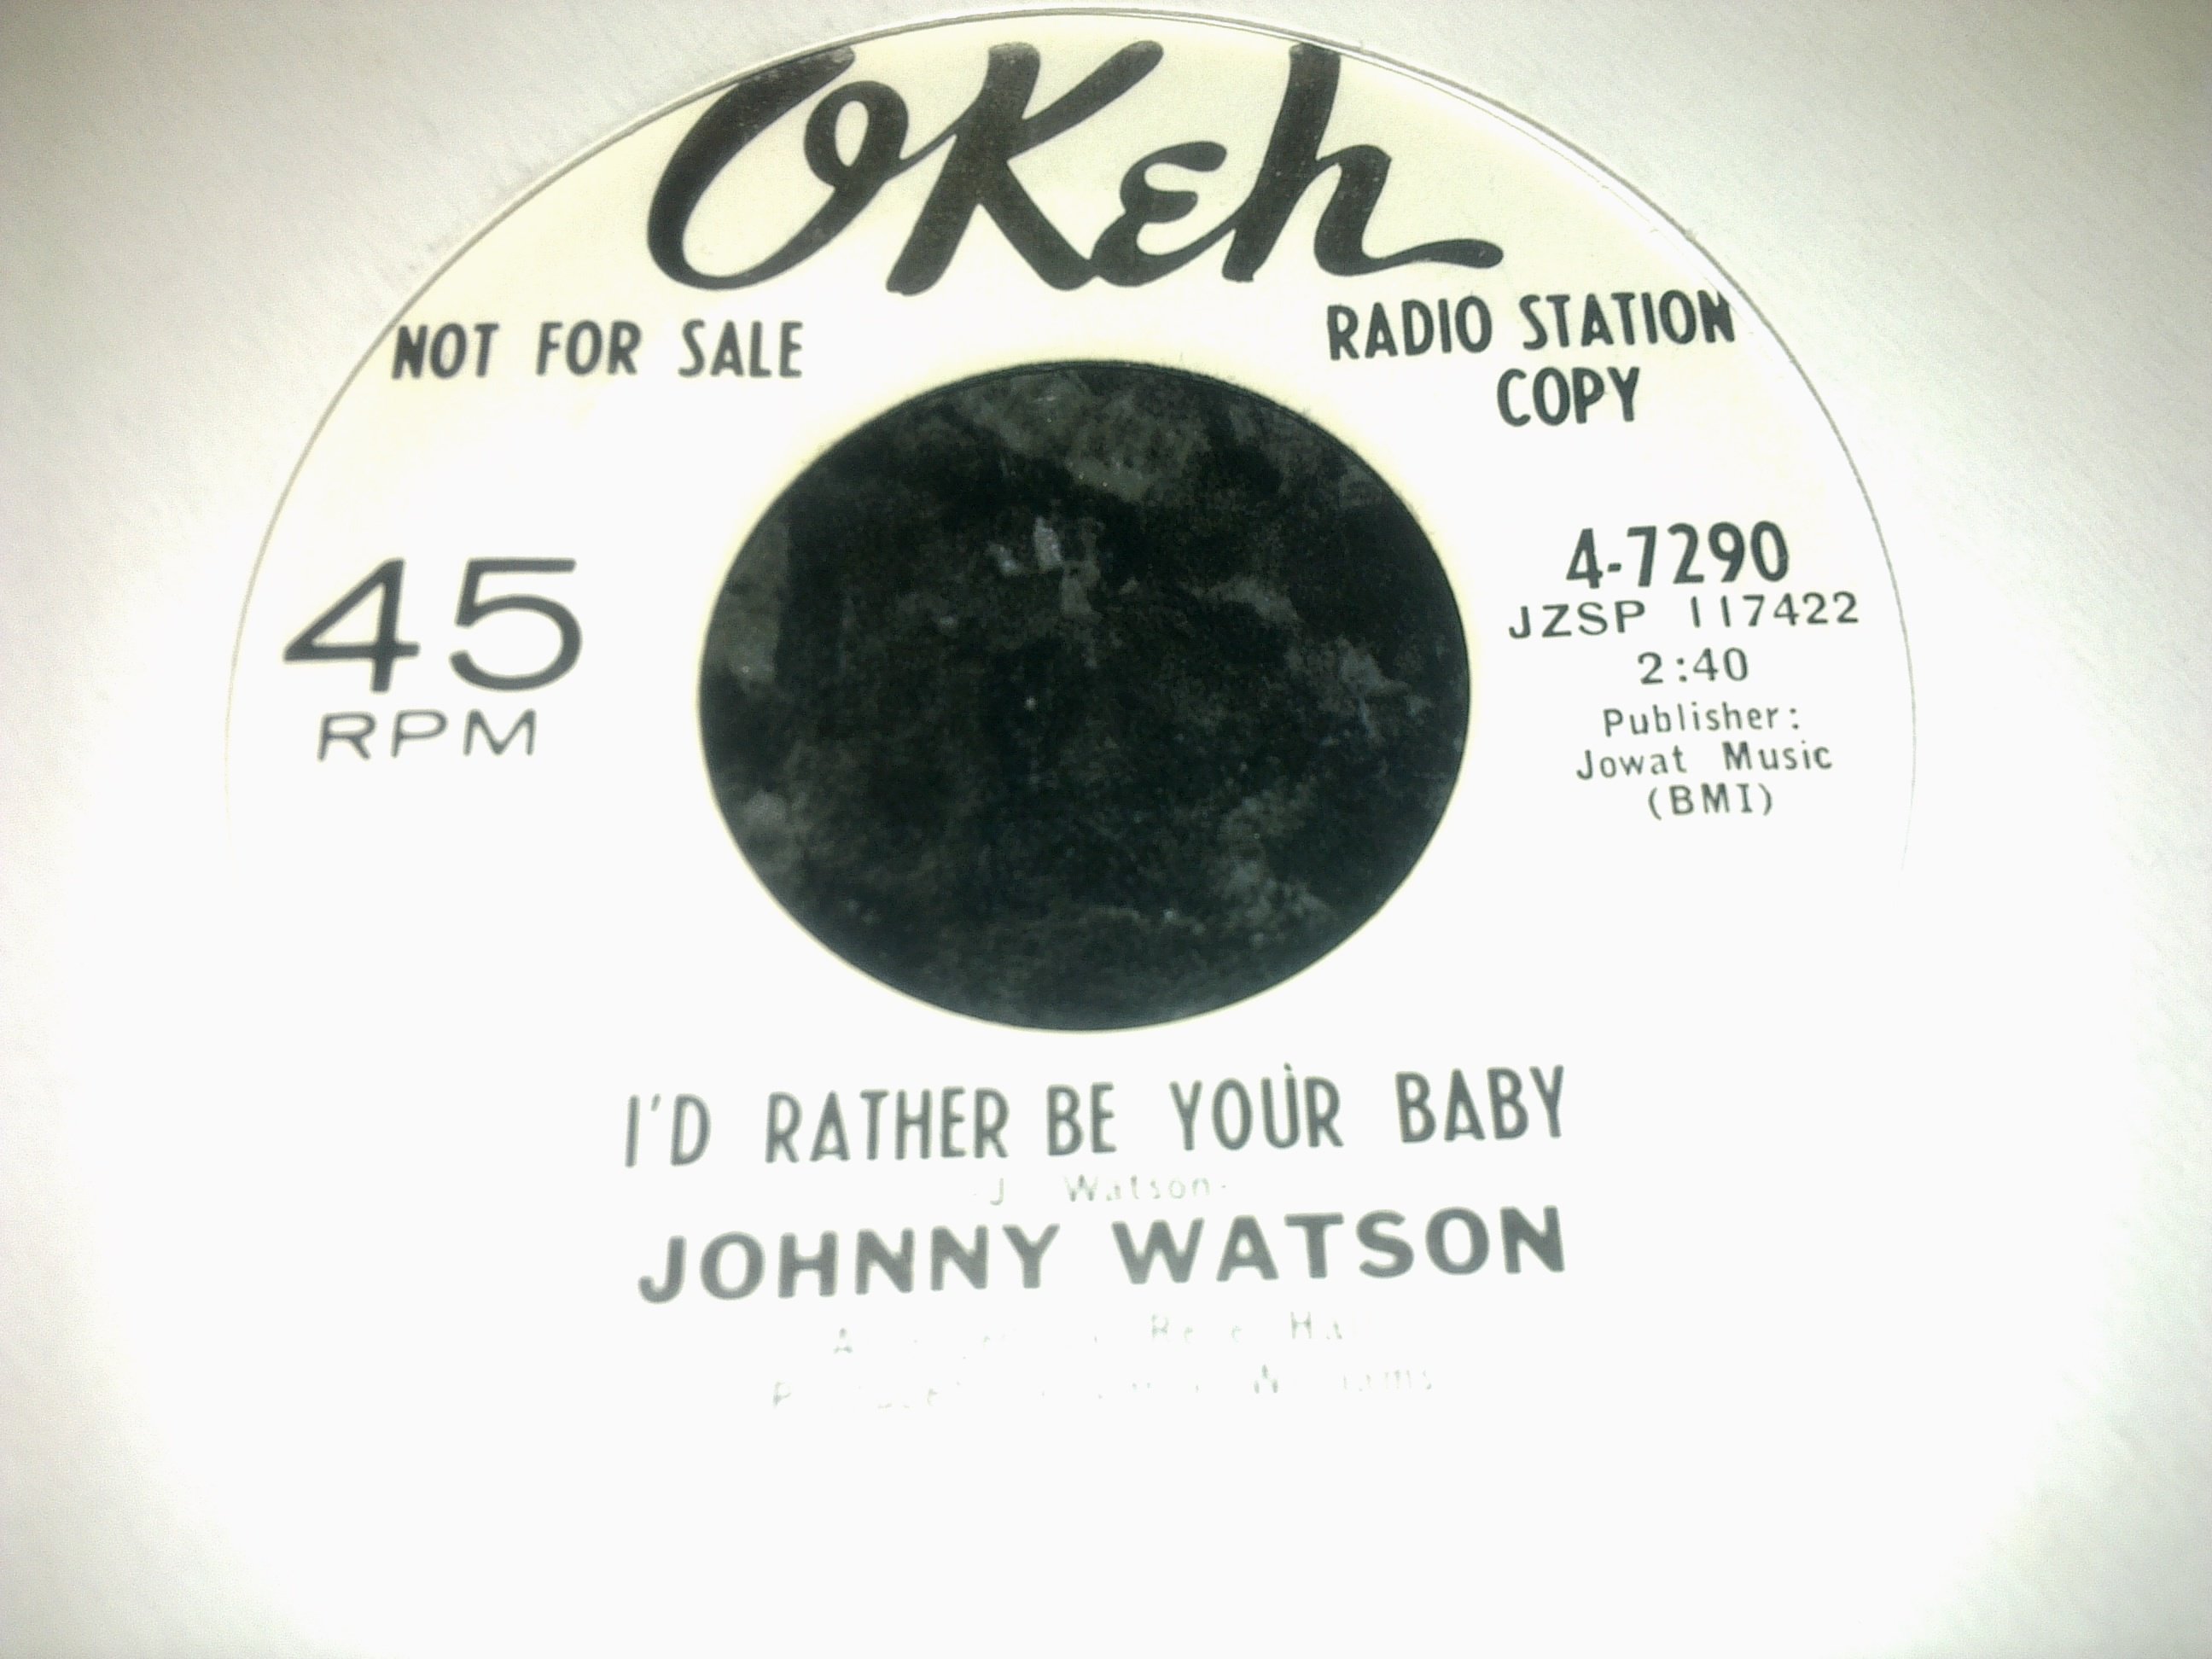 OKeh
NOT FOR SALE
RADIO STATION
COPY
45
RPM
4-7290
JZSP 117422
2:40
Publisher:
Jowat Music
(BMI)
I'D RATHER BE YOUR BABY
-J. Watson-
JOHNNY WATSON